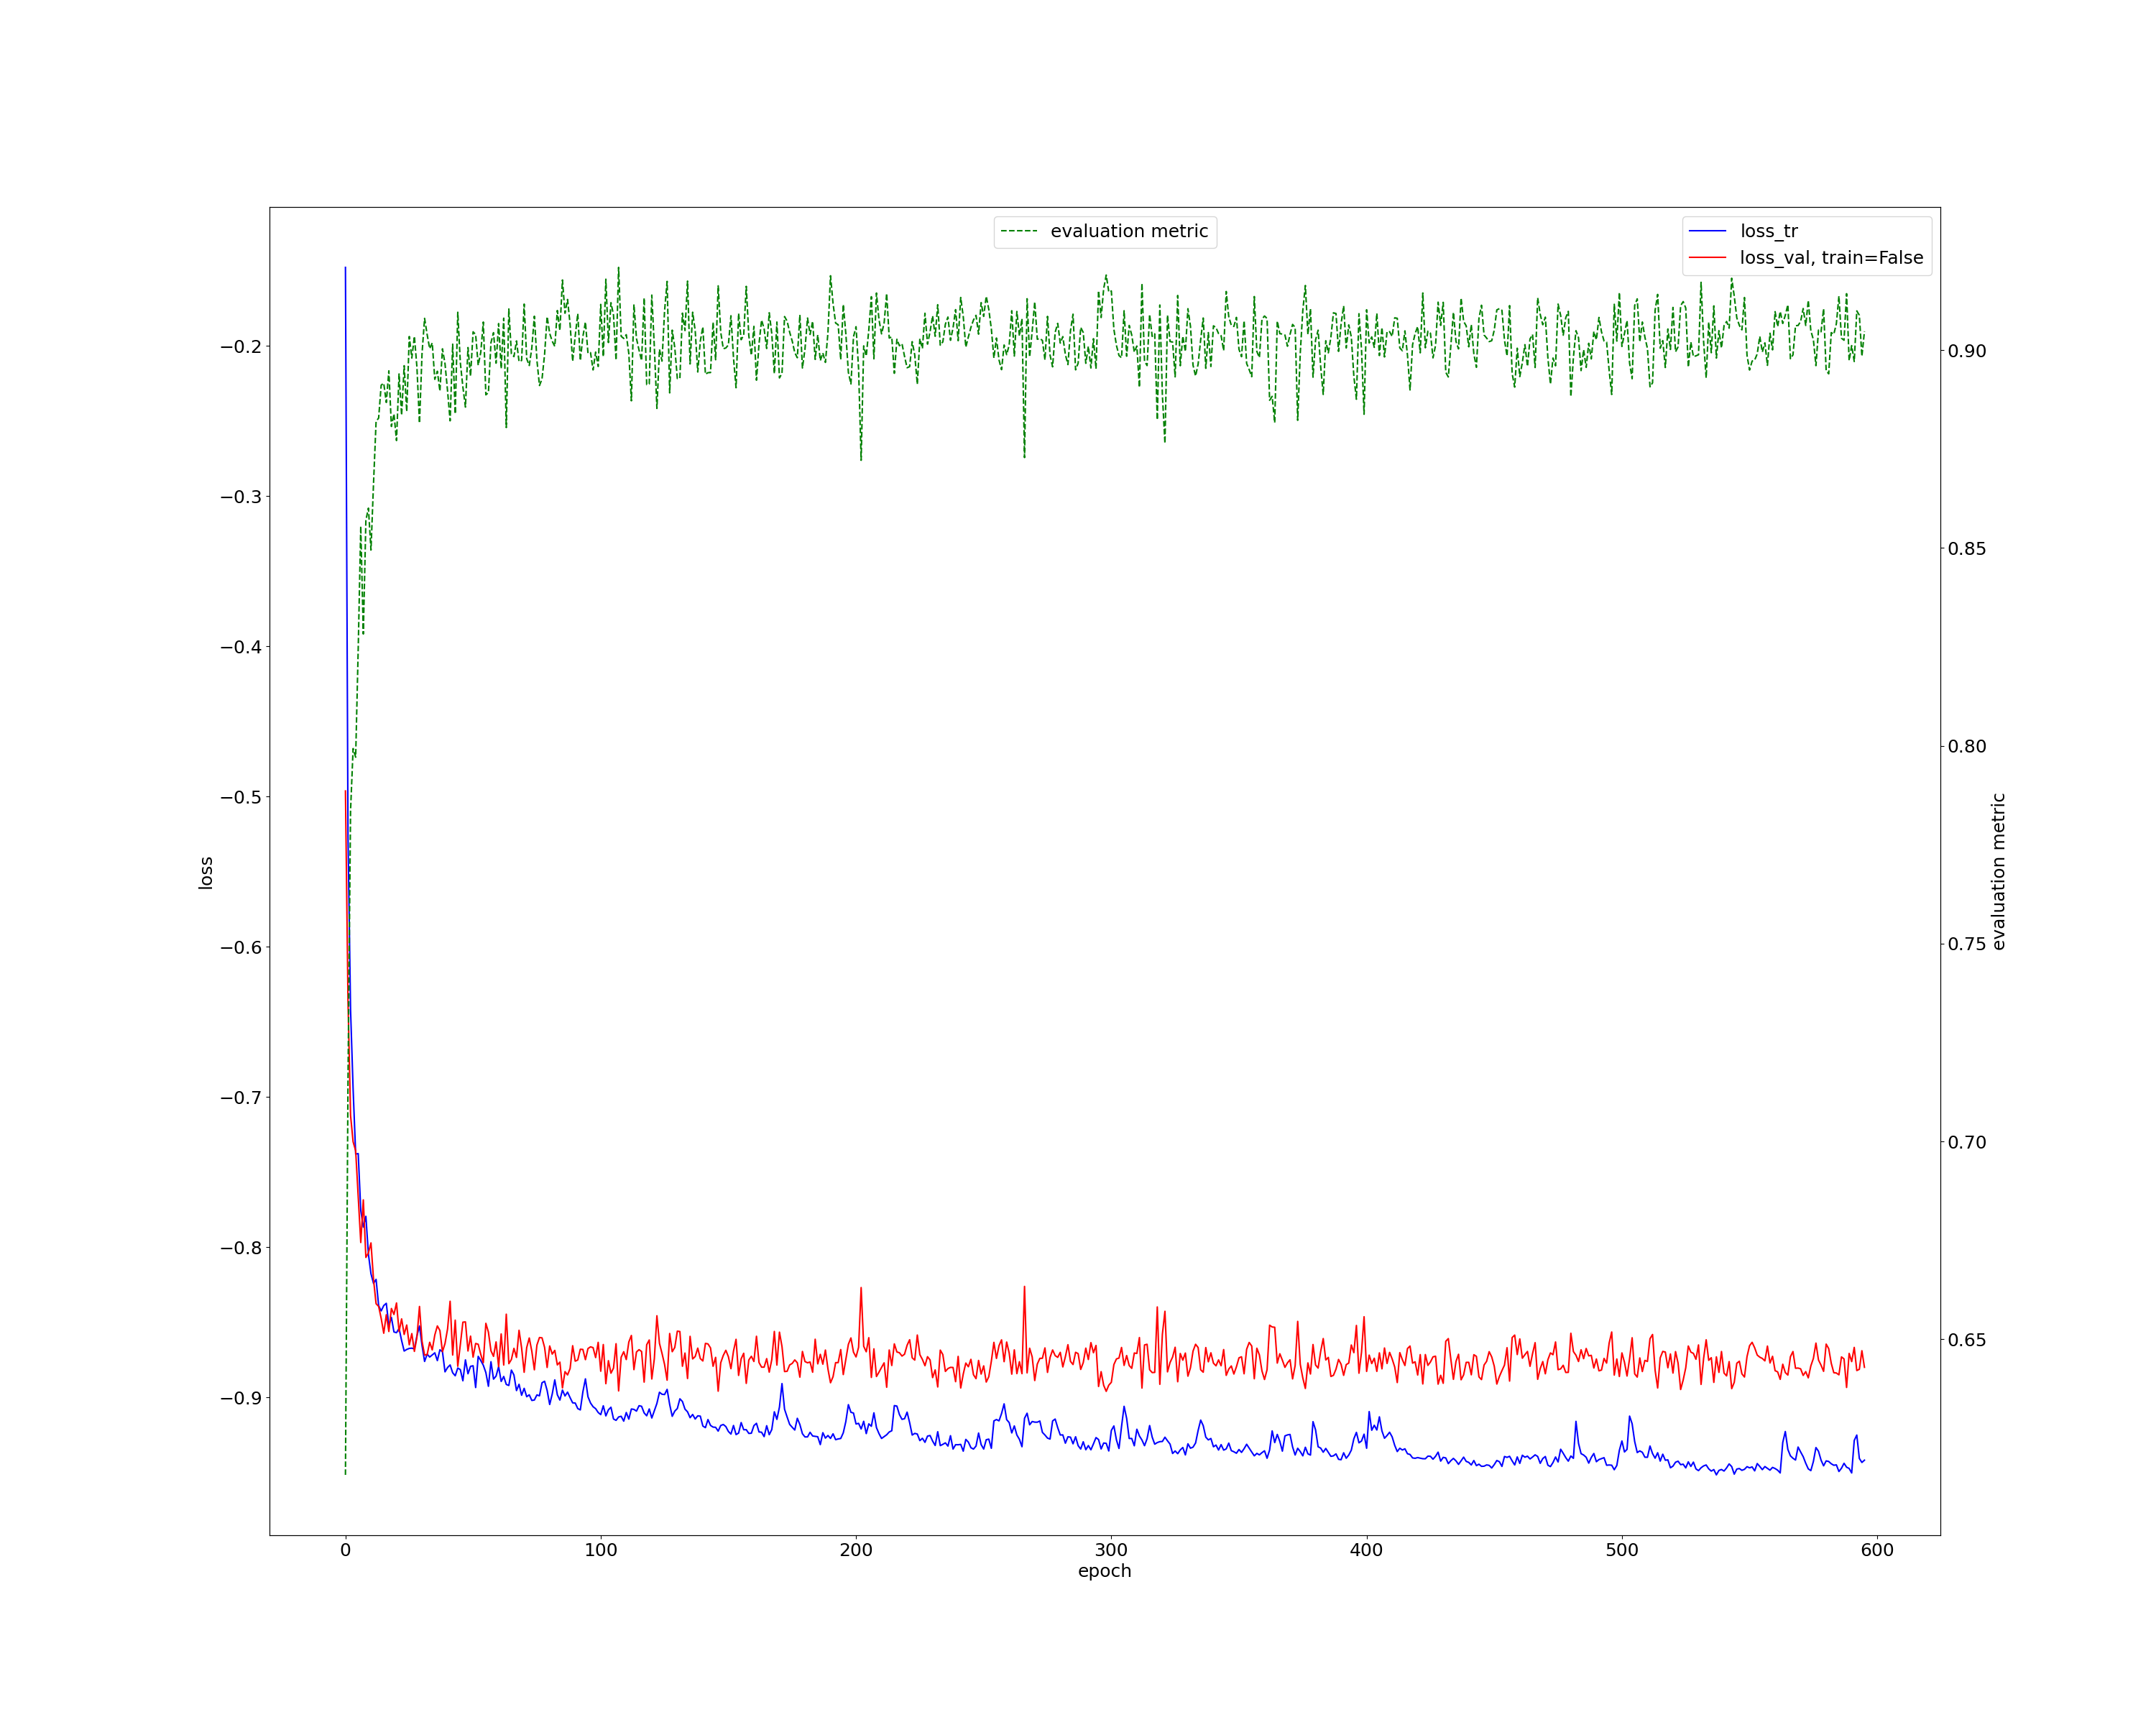 evaluation metric
loss_tr
loss_val, train=False
−0.2
−0.3
−0.4
−0.5
−0.6
−0.7
−0.8
−0.9
loss
0.90
0.85
0.80
0.75
0.70
0.65
evaluation metric
0 100 200 300 400 500 600
epoch